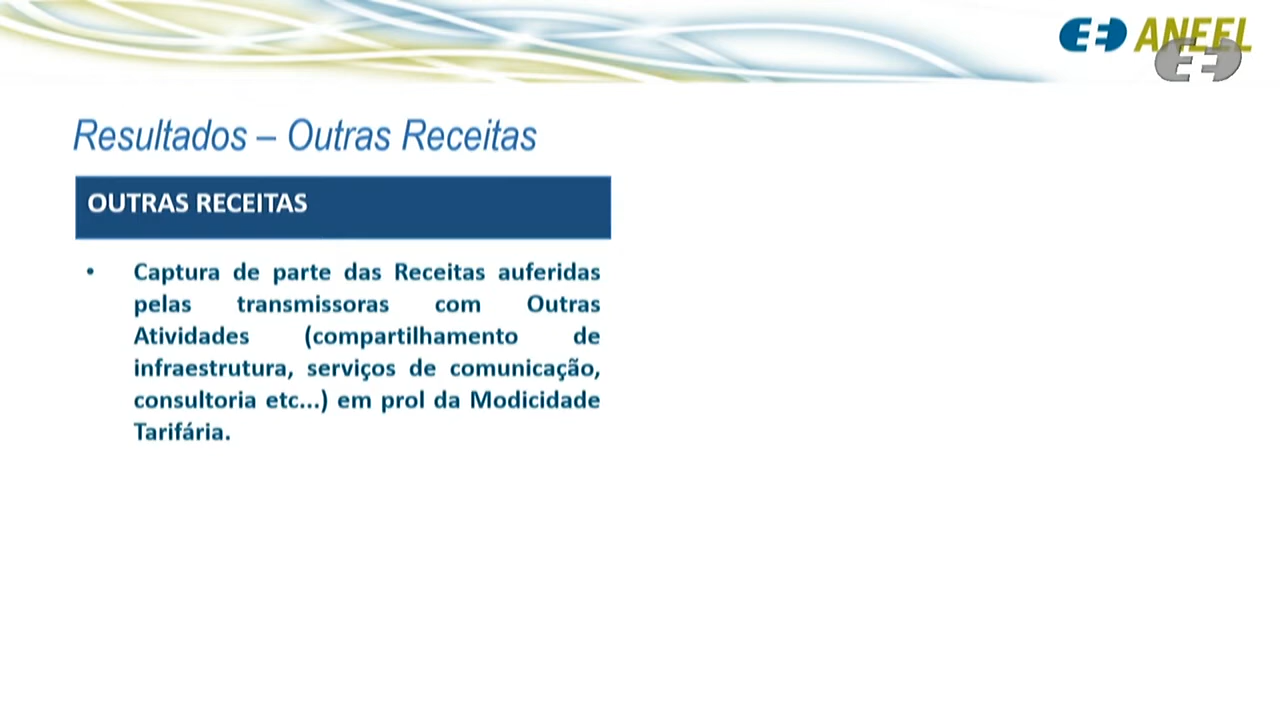 ANEEL
Resultados – Outras Receitas
OUTRAS RECEITAS
• Captura de parte das Receitas auferidas
pelas transmissoras com Outras
Atividades (compartilhamento de
infraestrutura, serviços de comunicação,
consultoria etc...) em prol da Modicidade
Tarifária.